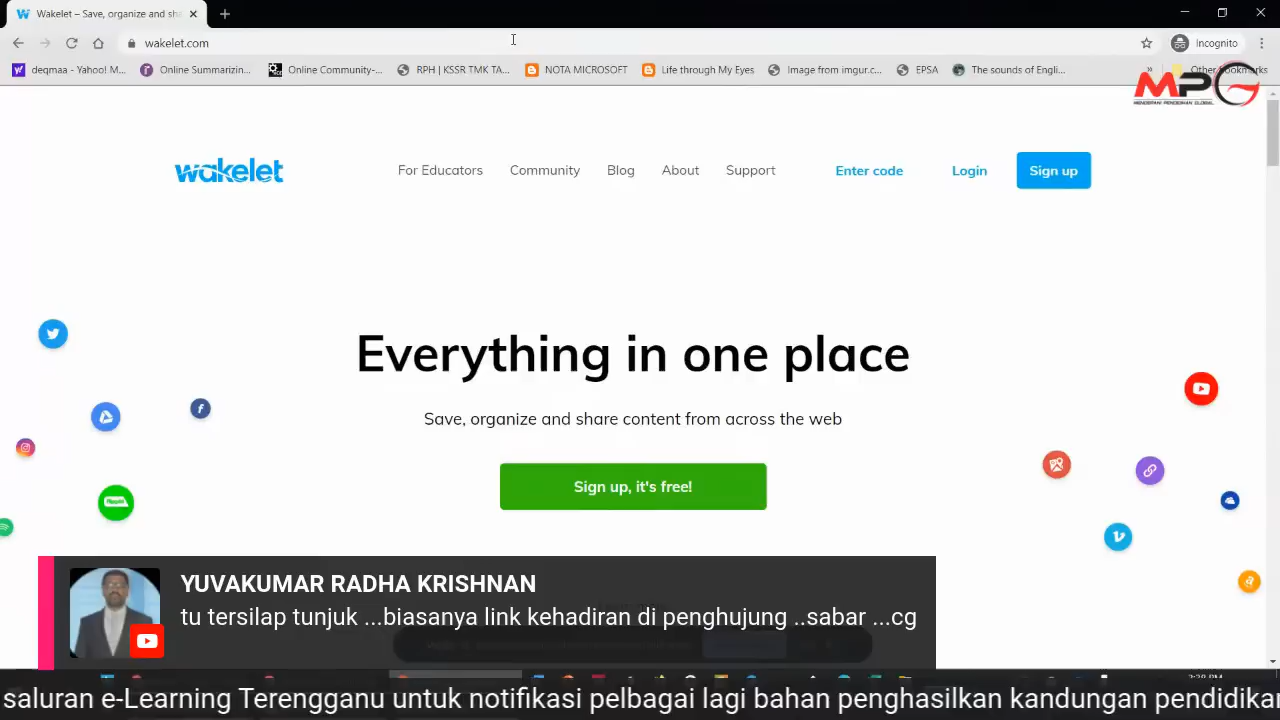 Wakelet – Save, organize and sha
wakelet.com
Incognito
deqmaa - Yahoo! M...
Online Summarizin...
Online Community-...
RPH | KSSR TMK TA...
NOTA MICROSOFT
Life through My Eyes
Image from imgur.c...
EPSA
The sounds of Engli...
Other bookmarks
MPG
wakelet
For Educators
Community
Blog
About
Support
Enter code
Login
Sign up
Everything in one place
Save, organize and share content from across the web
Sign up, it's free!
YUVAKUMAR RADHA KRISHNAN
tu tersilap tunjuk ...biasanya link kehadiran di penghujung ..sabar ...cg
saluran e-Learning Terengganu untuk notifikasi pelbagai lagi bahan penghasilkan kandungan pendidika